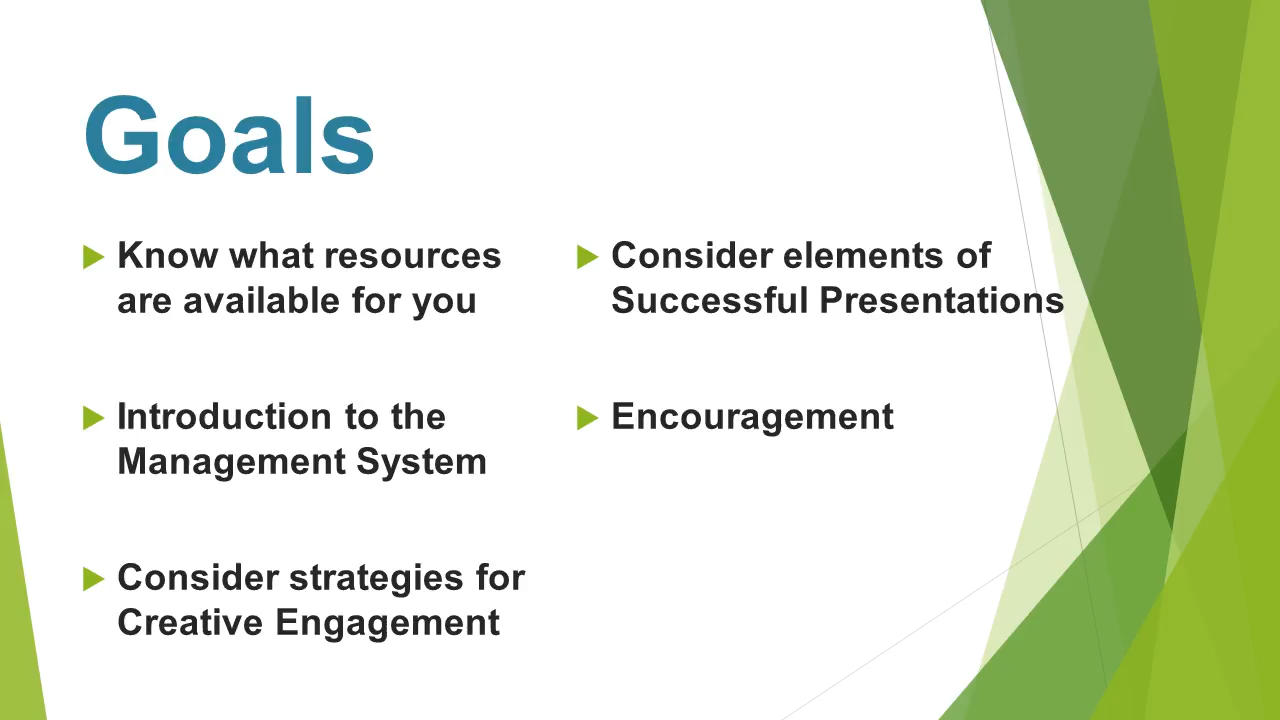 Goals
Know what resources
are available for you
Introduction to the
Management System
Consider strategies for
Creative Engagement
Consider elements of
Successful Presentations
Encouragement